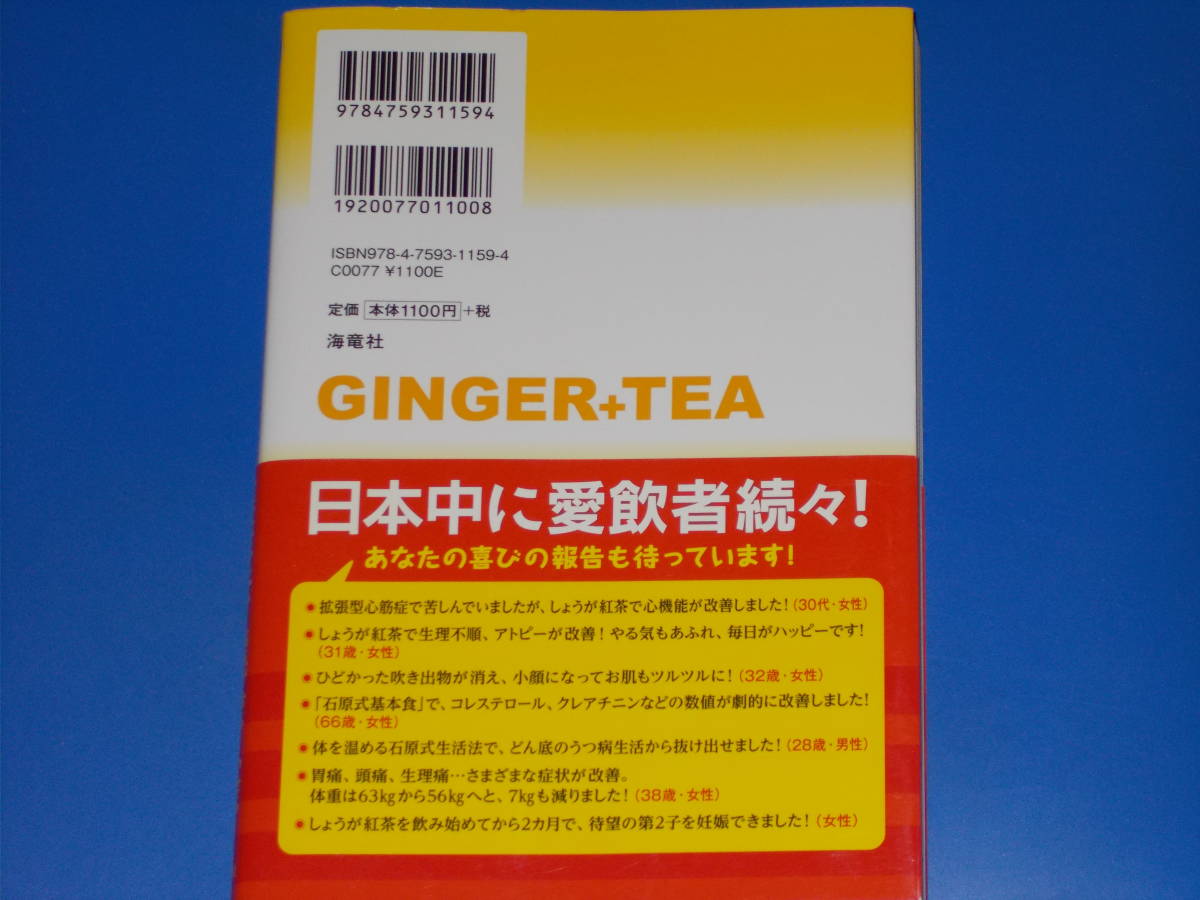 9784759311594
1920077011008
ISBN978-4-7593-1159-4
C0077 ¥1100E
定価 本体1100円 +税
海竜社
GINGER+TEA
日本中に愛飲者続々!
あなたの喜びの報告も待っています!
●拡張型心筋症で苦しんでいましたが、しょうが紅茶で心機能が改善しました!(30代・女性)
●しょうが紅茶で生理不順、アトピーが改善! やる気もあふれ、毎日がハッピーです!
(31歳・女性)
●ひどかった吹き出物が消え、小顔になってお肌もツルツルに!(32歳・女性)
●「石原式基本食」で、コレステロール、クレアチニンなどの数値が劇的に改善しました!
(66歳・女性)
●体を温める石原式生活法で、どん底のうつ病生活から抜け出せました!(28歳・男性)
●胃痛、頭痛、生理痛…さまざまな症状が改善。
体重は63kgから56kgへと、7kgも減りました!(38歳・女性)
●しょうが紅茶を飲み始めてから2カ月で、待望の第2子を妊娠できました!(女性)